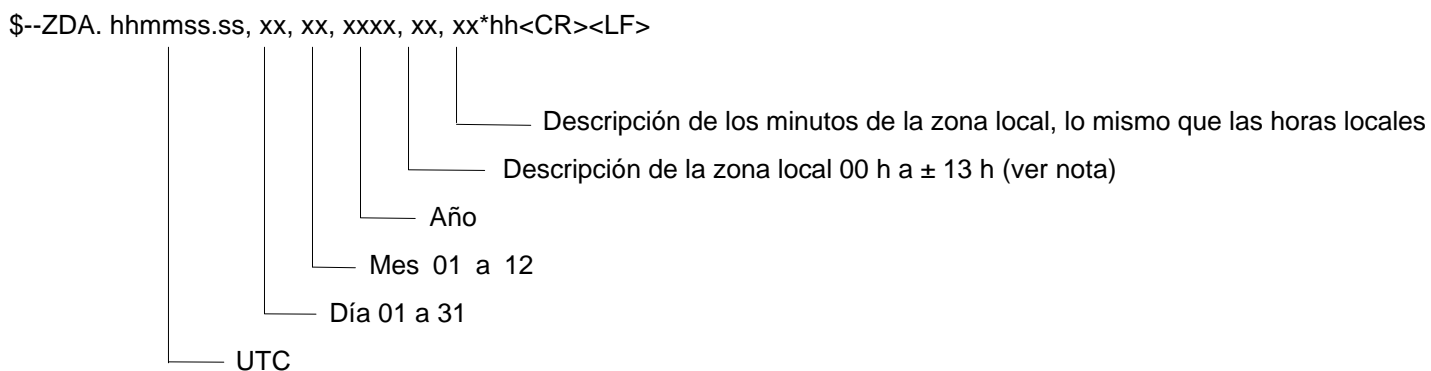 $--ZDA. hhmmss.ss, xx, xx, xxxx, xx, xx*hh<CR><LF>
Descripción de los minutos de la zona local, lo mismo que las horas locales
Descripción de la zona local 00 h a ± 13 h (ver nota)
Año
Mes 01 a 12
Día 01 a 31
UTC